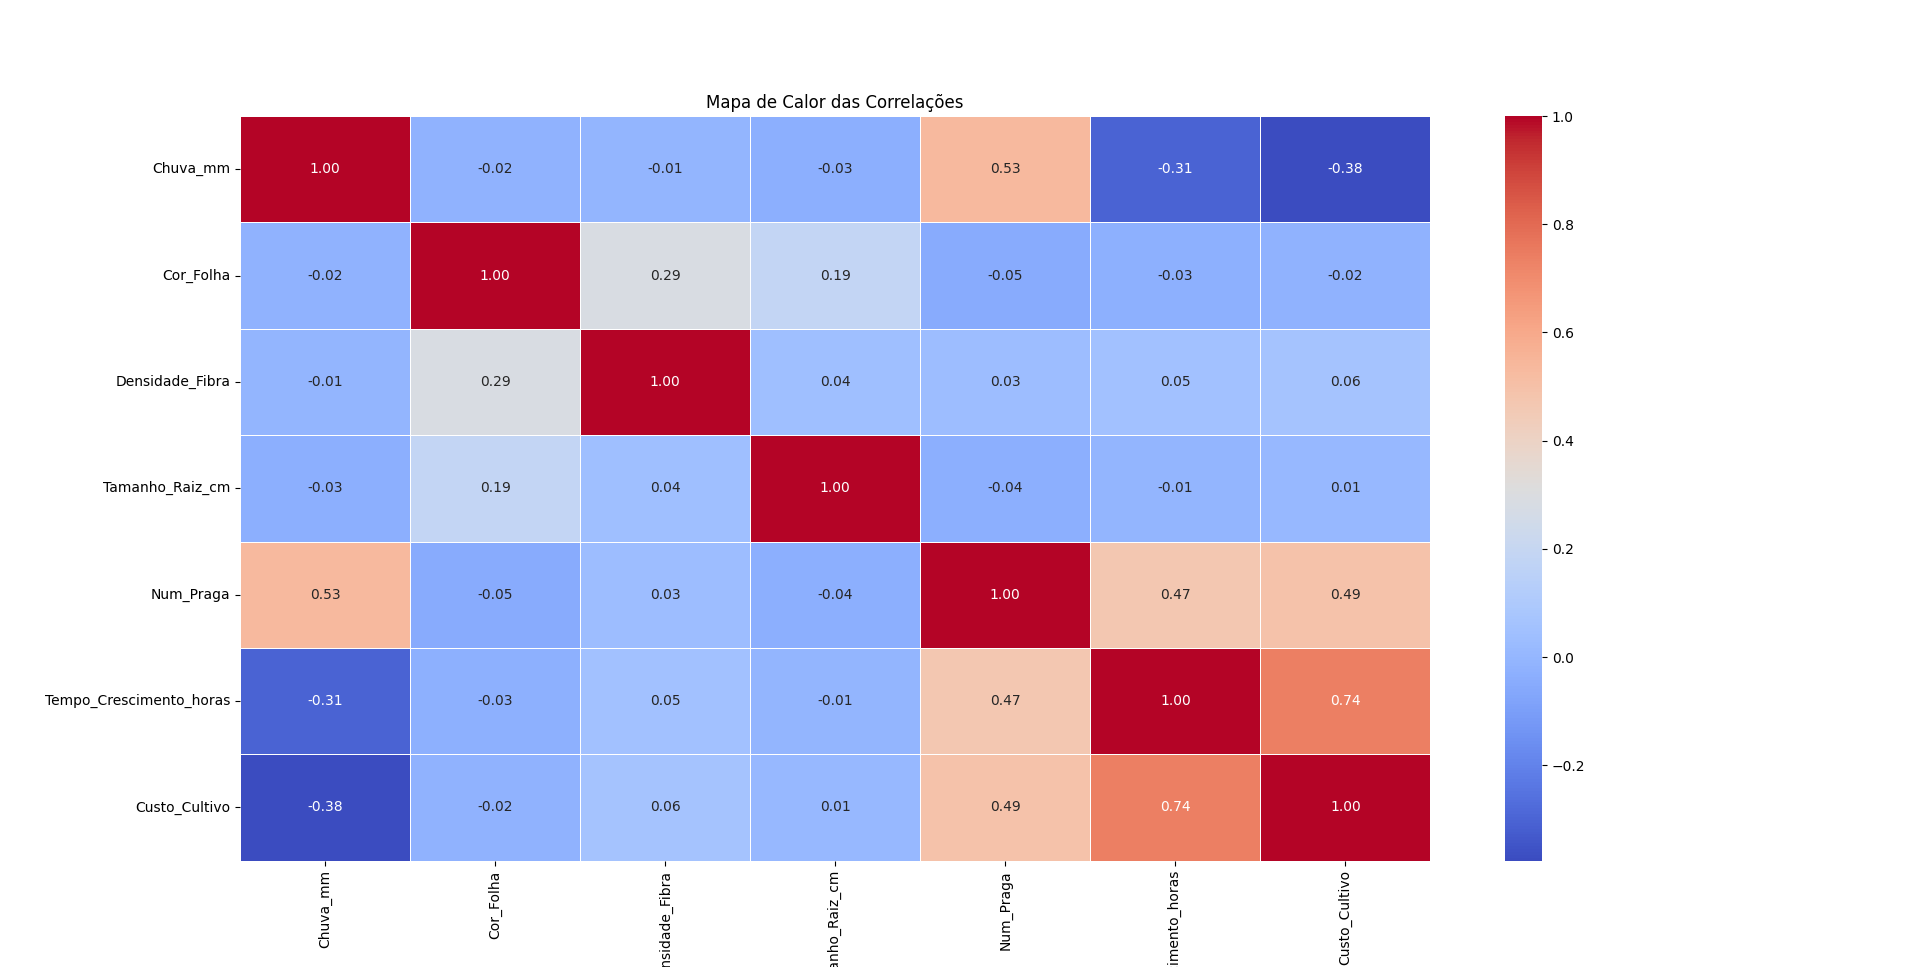 Mapa de Calor das Correlações
Chuva_mm 1.00 -0.02 -0.01 -0.03 0.53 -0.31 -0.38
Cor_Folha -0.02 1.00 0.29 0.19 -0.05 -0.03 -0.02
Densidade_Fibra -0.01 0.29 1.00 0.04 0.03 0.05 0.06
Tamanho_Raiz_cm -0.03 0.19 0.04 1.00 -0.04 -0.01 0.01
Num_Praga 0.53 -0.05 0.03 -0.04 1.00 0.47 0.49
Tempo_Crescimento_horas -0.31 -0.03 0.05 -0.01 0.47 1.00 0.74
Custo_Cultivo -0.38 -0.02 0.06 0.01 0.49 0.74 1.00
Chuva_mm
Cor_Folha
nsidade_Fibra
anho_Raiz_cm
Num_Praga
imento_horas
Custo_Cultivo
1.0
0.8
0.6
0.4
0.2
0.0
−0.2